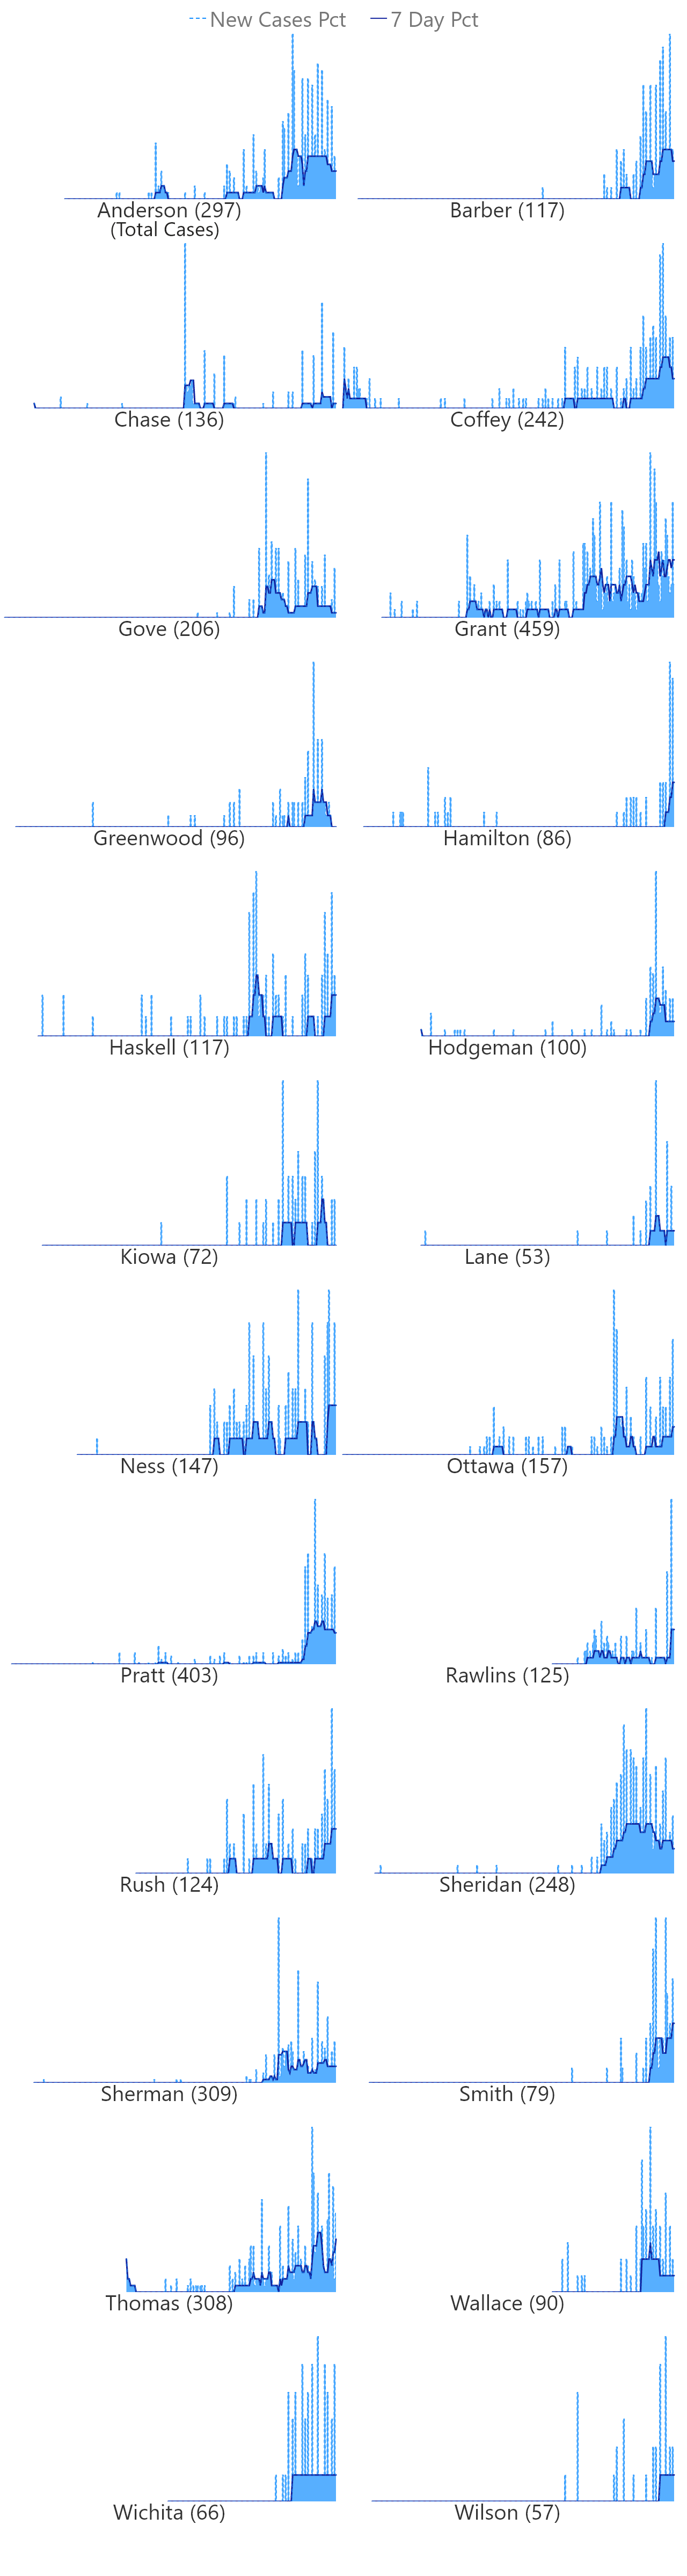 New Cases Pct 7 Day Pct
Anderson (297) Barber (117)
(Total Cases)
Chase (136) Coffey (242)
Gove (206) Grant (459)
Greenwood (96) Hamilton (86)
Haskell (117) Hodgeman (100)
Kiowa (72) Lane (53)
Ness (147) Ottawa (157)
Pratt (403) Rawlins (125)
Rush (124) Sheridan (248)
Sherman (309) Smith (79)
Thomas (308) Wallace (90)
Wichita (66) Wilson (57)